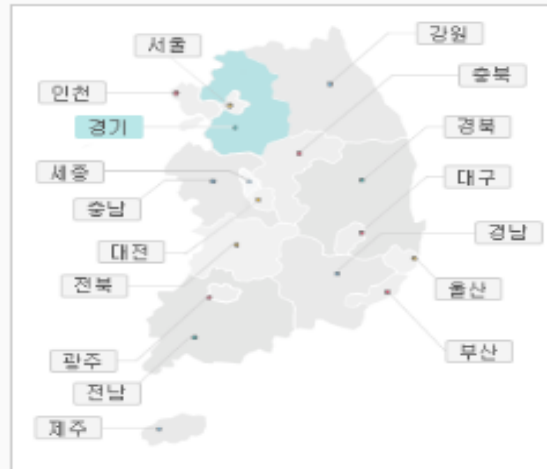 강원
서울
충북
인천
경기
경북
세종
대구
충남
경남
대전
전북
울산
부산
광주
전남
제주